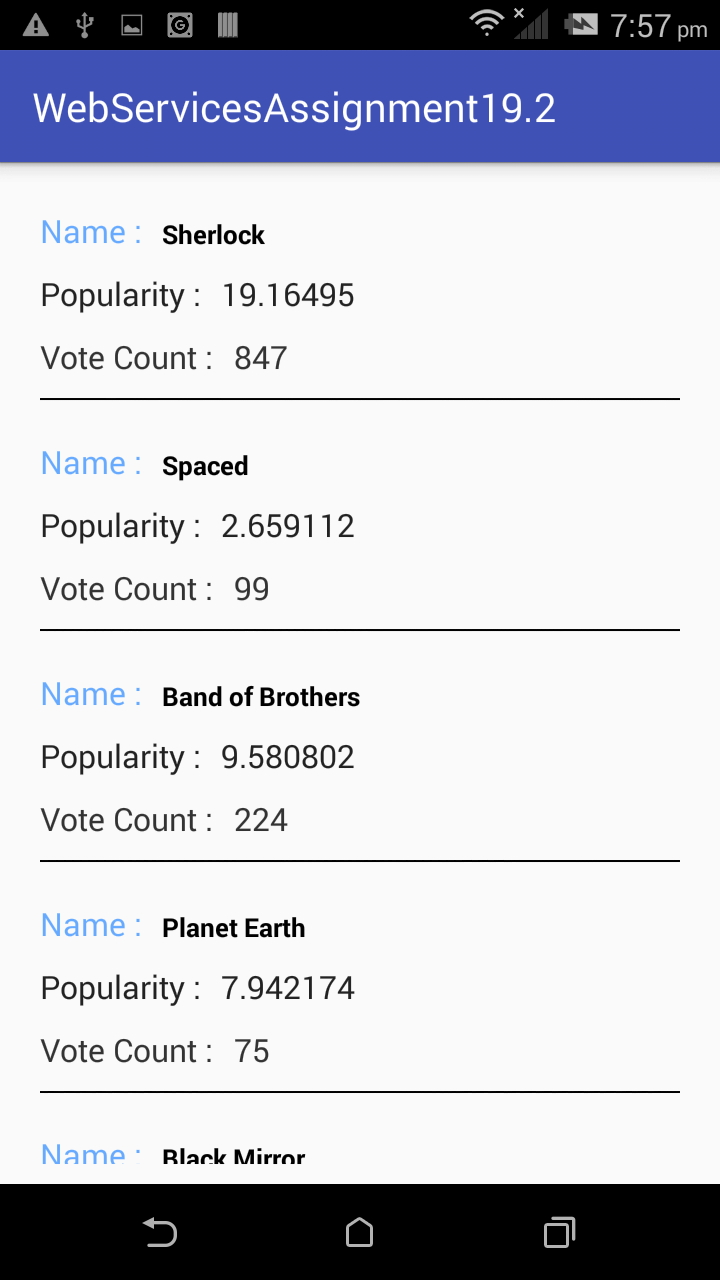 7:57 pm
WebServicesAssignment19.2
Name : Sherlock
Popularity : 19.16495
Vote Count : 847
Name : Spaced
Popularity : 2.659112
Vote Count : 99
Name : Band of Brothers
Popularity : 9.580802
Vote Count : 224
Name : Planet Earth
Popularity : 7.942174
Vote Count : 75
Name : Black Mirror